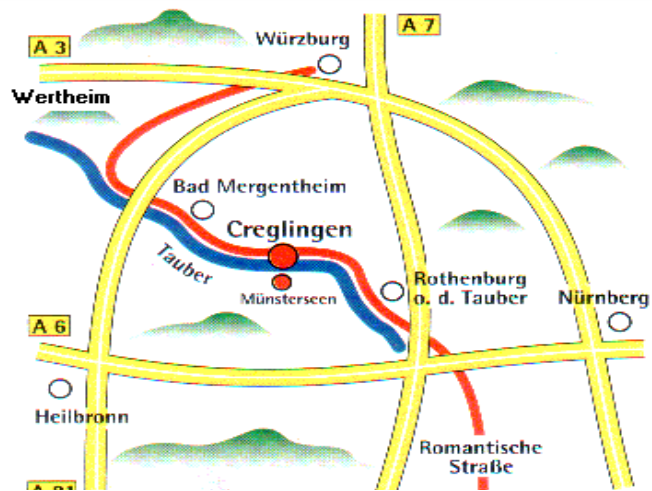 A 7
Würzburg
A 3
Wertheim
Bad Mergentheim
Creglingen
Tauber
Rothenburg
o. d. Tauber
Münsterseen
Nürnberg
A 6
Heilbronn
Romantische
Straße